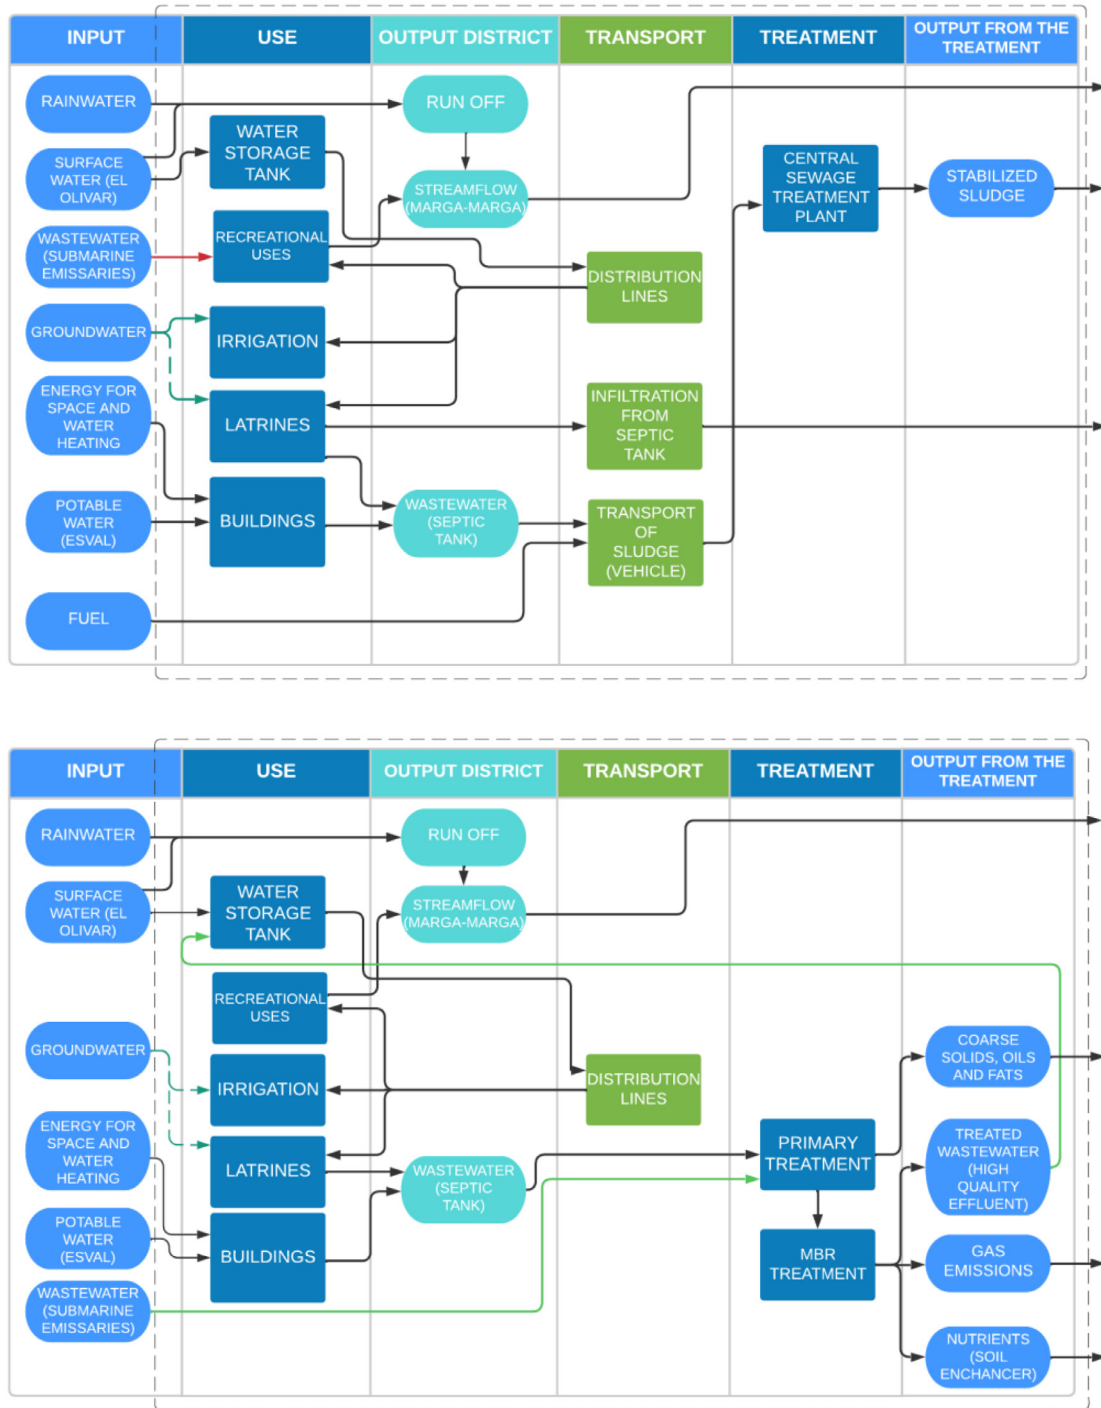 INPUT
USE
OUTPUT DISTRICT
TRANSPORT
TREATMENT
OUTPUT FROM THE
TREATMENT
RAINWATER
SURFACE
WATER (EL
OLIVAR)
WASTEWATER
(SUBMARINE
EMISSARIES)
GROUNDWATER
ENERGY FOR
SPACE AND
WATER
HEATING
POTABLE
WATER
(ESVAL)
FUEL
WATER
STORAGE
TANK
RECREATIONAL
USES
IRRIGATION
LATRINES
BUILDINGS
RUN OFF
STREAMFLOW
(MARGA-MARGA)
WASTEWATER
(SEPTIC
TANK)
DISTRIBUTION
LINES
INFILTRATION
FROM
SEPTIC
TANK
TRANSPORT
OF
SLUDGE
(VEHICLE)
CENTRAL
SEWAGE
TREATMENT
PLANT
STABILIZED
SLUDGE
INPUT
USE
OUTPUT DISTRICT
TRANSPORT
TREATMENT
OUTPUT FROM THE
TREATMENT
RAINWATER
SURFACE
WATER (EL
OLIVAR)
GROUNDWATER
ENERGY FOR
SPACE AND
WATER
HEATING
POTABLE
WATER
(ESVAL)
WASTEWATER
(SUBMARINE
EMISSARIES)
WATER
STORAGE
TANK
RECREATIONAL
USES
IRRIGATION
LATRINES
BUILDINGS
RUN OFF
STREAMFLOW
(MARGA-MARGA)
WASTEWATER
(SEPTIC
TANK)
DISTRIBUTION
LINES
PRIMARY
TREATMENT
MBR
TREATMENT
COARSE
SOLIDS, OILS
AND FATS
TREATED
WASTEWATER
(HIGH
QUALITY
EFFLUENT)
GAS
EMISSIONS
NUTRIENTS
(SOIL
ENCHANCER)